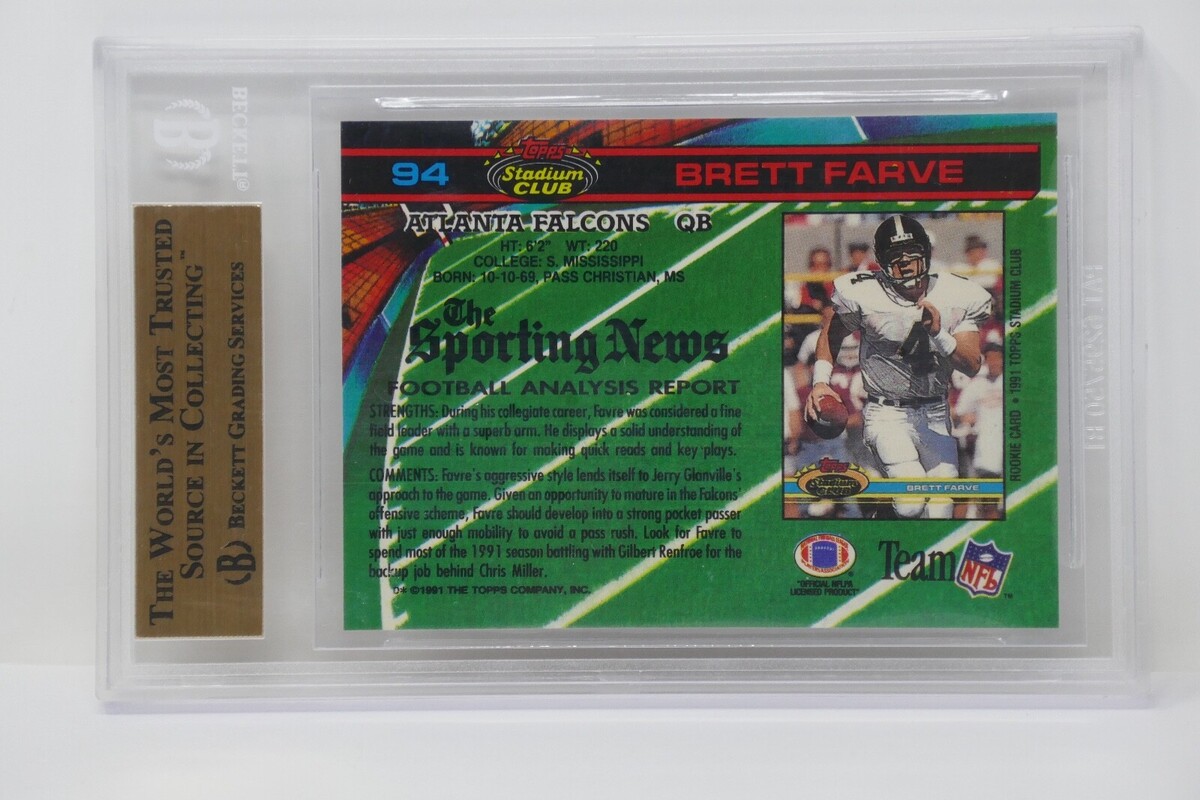 BECKETT®
B
THE WORLD'S MOST TRUSTED
SOURCE IN COLLECTING™
B BECKETT GRADING SERVICES
94
Topps
Stadium
CLUB
BRETT FARVE
ATLANTA FALCONS QB
HT: 6'2" WT: 220
COLLEGE: S. MISSISSIPPI
BORN: 10-10-69, PASS CHRISTIAN, MS
The
Sporting News
FOOTBALL ANALYSIS REPORT
STRENGTHS: During his collegiate career, Favre was considered a fine
field leader with a superb arm. He displays a solid understanding of
the game and is known for making quick reads and key plays.
COMMENTS: Favre's aggressive style lends itself to Jerry Glanville's
approach to the game. Given an opportunity to mature in the Falcons'
offensive scheme, Favre should develop into a strong pocket passer
with just enough mobility to avoid a pass rush. Look for Favre to
spend most of the 1991 season battling with Gilbert Renfroe for the
backup job behind Chris Miller.
©1991 THE TOPPS COMPANY, INC.
4
4
Topps
Stadium
CLUB
BRETT FARVE
ROOKIE CARD • 1991 TOPPS STADIUM CLUB
"OFFICIAL NFLPA
LICENSED PRODUCT"
Team NFL ™